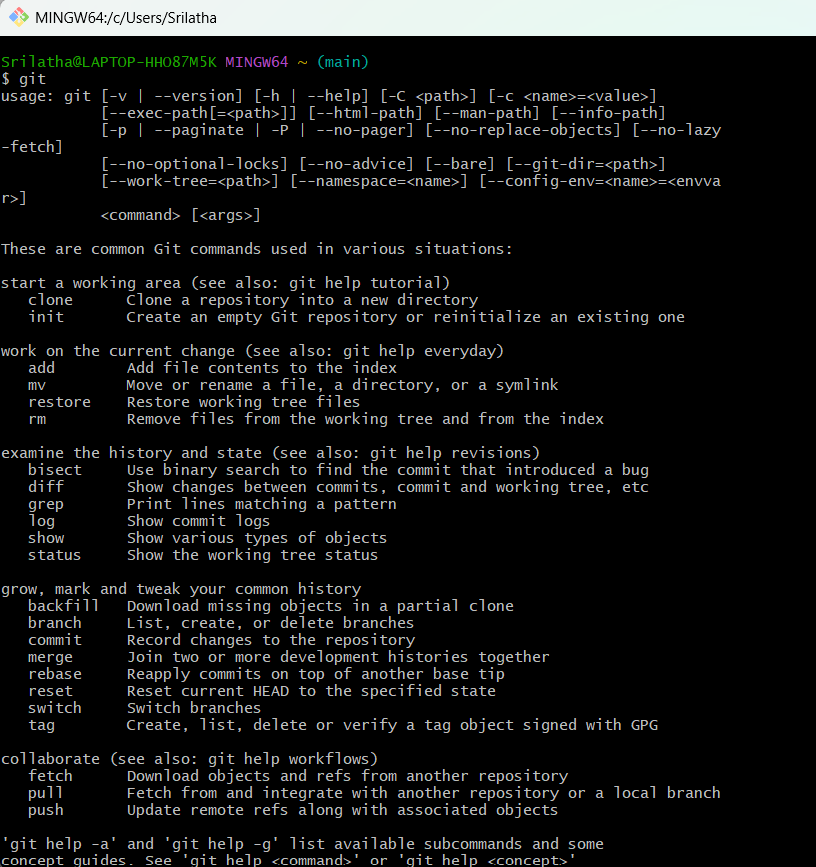 MINGW64:/c/Users/Srilatha
Srilatha@LAPTOP-HHO87M5K MINGW64 ~ (main)
$ git
usage: git [-v | --version] [-h | --help] [-C <path>] [-c <name>=<value>]
           [--exec-path[=<path>]] [--html-path] [--man-path] [--info-path]
           [-p | --paginate | -P | --no-pager] [--no-replace-objects] [--no-lazy
-fetch]
           [--no-optional-locks] [--no-advice] [--bare] [--git-dir=<path>]
           [--work-tree=<path>] [--namespace=<name>] [--config-env=<name>=<envva
r>]
           <command> [<args>]

These are common Git commands used in various situations:

start a working area (see also: git help tutorial)
   clone      Clone a repository into a new directory
   init       Create an empty Git repository or reinitialize an existing one

work on the current change (see also: git help everyday)
   add        Add file contents to the index
   mv         Move or rename a file, a directory, or a symlink
   restore    Restore working tree files
   rm         Remove files from the working tree and from the index

examine the history and state (see also: git help revisions)
   bisect     Use binary search to find the commit that introduced a bug
   diff       Show changes between commits, commit and working tree, etc
   grep       Print lines matching a pattern
   log        Show commit logs
   show       Show various types of objects
   status     Show the working tree status

grow, mark and tweak your common history
   backfill   Download missing objects in a partial clone
   branch     List, create, or delete branches
   commit     Record changes to the repository
   merge      Join two or more development histories together
   rebase     Reapply commits on top of another base tip
   reset      Reset current HEAD to the specified state
   switch     Switch branches
   tag        Create, list, delete or verify a tag object signed with GPG

collaborate (see also: git help workflows)
   fetch      Download objects and refs from another repository
   pull       Fetch from and integrate with another repository or a local branch
   push       Update remote refs along with associated objects

'git help -a' and 'git help -g' list available subcommands and some
concept guides. See 'git help <command>' or 'git help <concept>'